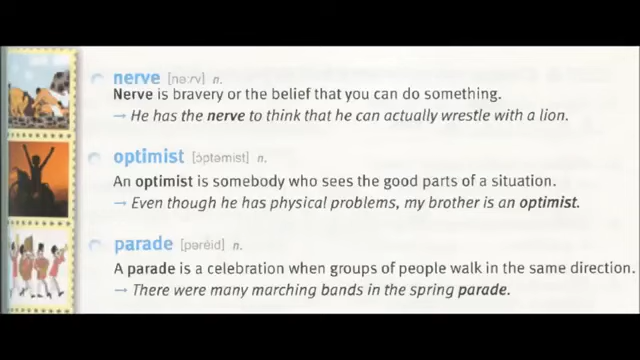 nerve [nəːrv] n.
Nerve is bravery or the belief that you can do something.
→ He has the nerve to think that he can actually wrestle with a lion.
optimist [ɔ́ptəmist] n.
An optimist is somebody who sees the good parts of a situation.
→ Even though he has physical problems, my brother is an optimist.
parade [pəréid] n.
A parade is a celebration when groups of people walk in the same direction.
→ There were many marching bands in the spring parade.